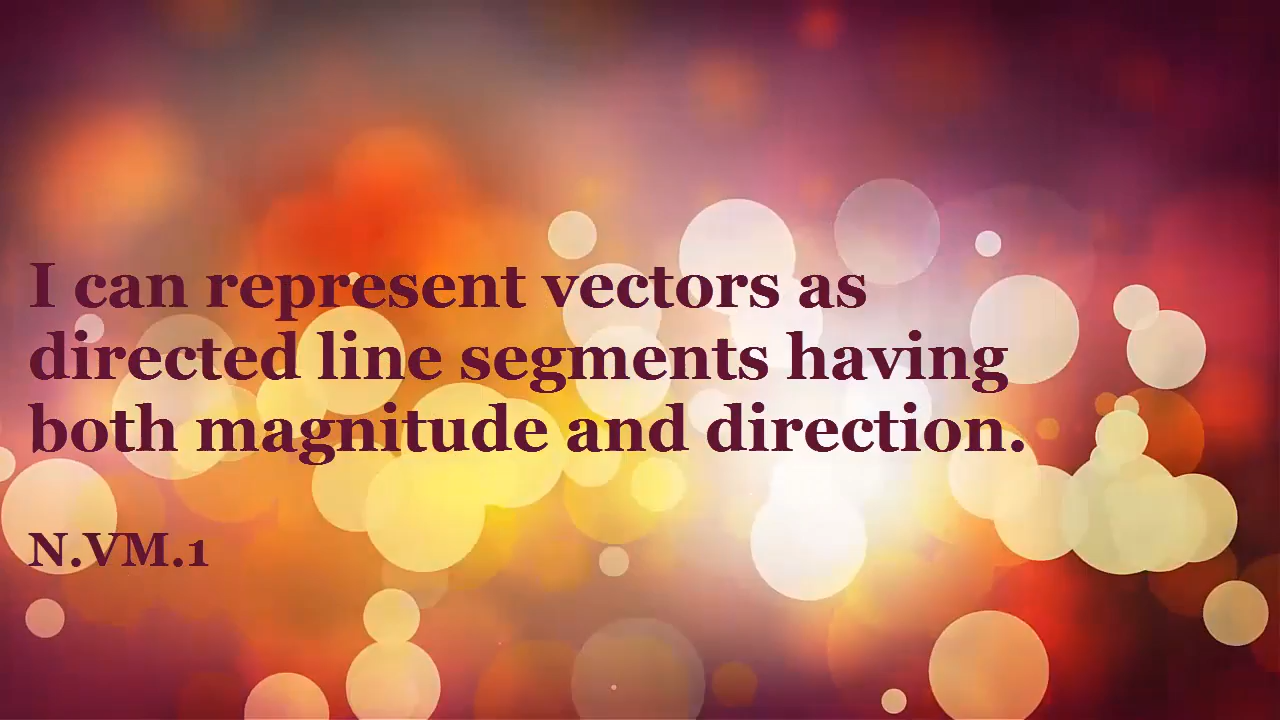 I can represent vectors as
directed line segments having
both magnitude and direction.
N.VM.1